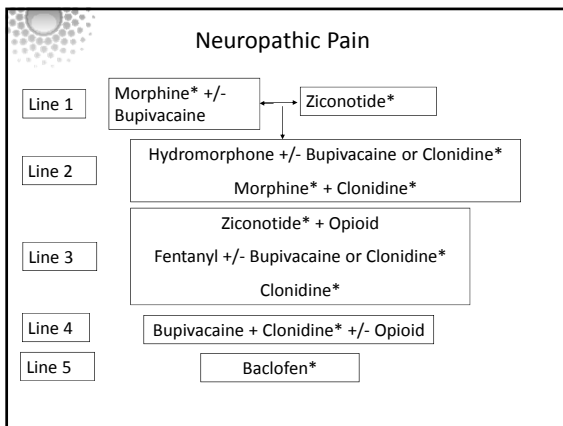 Neuropathic Pain
Line 1
Morphine* +/-
Bupivacaine
Ziconotide*
Line 2
Hydromorphone +/- Bupivacaine or Clonidine*
Morphine* + Clonidine*
Line 3
Ziconotide* + Opioid
Fentanyl +/- Bupivacaine or Clonidine*
Clonidine*
Line 4
Bupivacaine + Clonidine* +/- Opioid
Line 5
Baclofen*